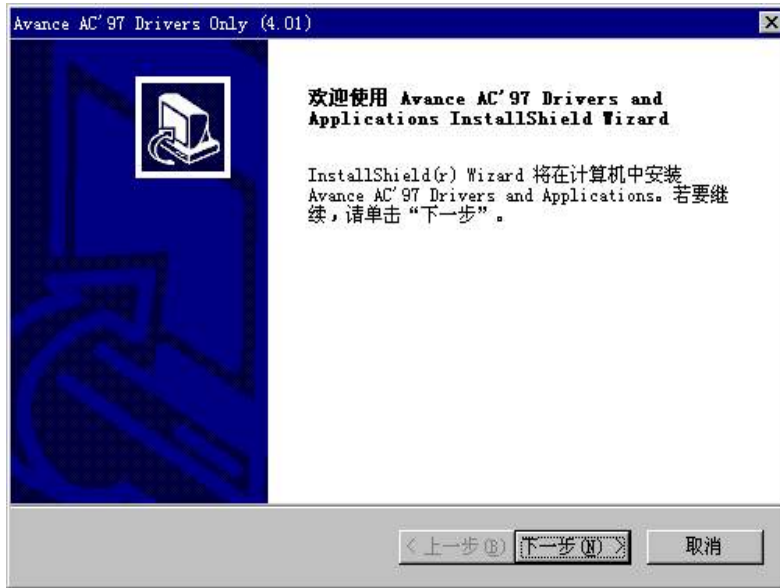 Avance AC'97 Drivers Only (4.01)
欢迎使用 Avance AC'97 Drivers and
Applications InstallShield Wizard
InstallShield(r) Wizard 将在计算机中安装
Avance AC'97 Drivers and Applications。若要继
续，请单击“下一步”。
< 上一步(B) 下一步(N) > 取消